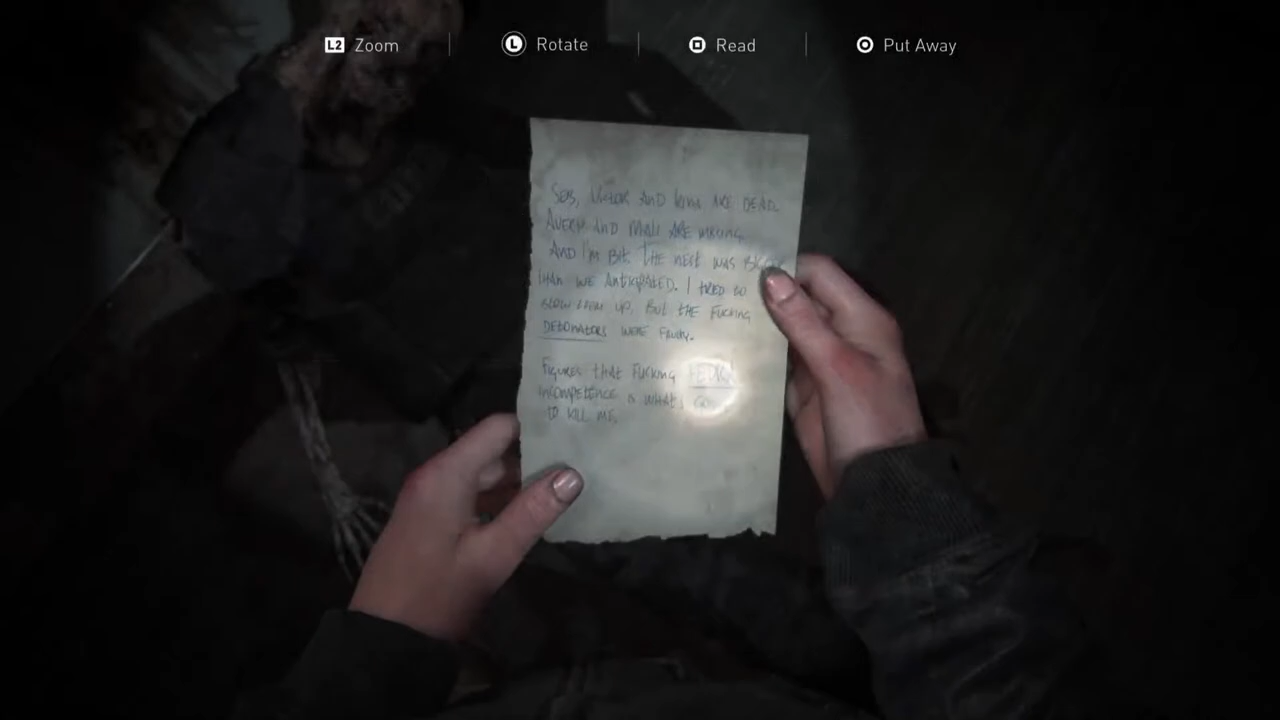 L2 Zoom
L Rotate
Read
Put Away
SEB, VICTOR AND ARE DEAD.
AVERY AND ARE MISSING.
AND I'M BIT. THE NEST WAS
THAN WE ANTICIPATED. I TRIED TO
BLOW THEM UP, BUT THE FUCKING
DETONATORS WERE FAULTY.
FIGURES THAT FUCKING FEDRA
INCOMPETENCE IS WHAT'S
TO KILL ME.